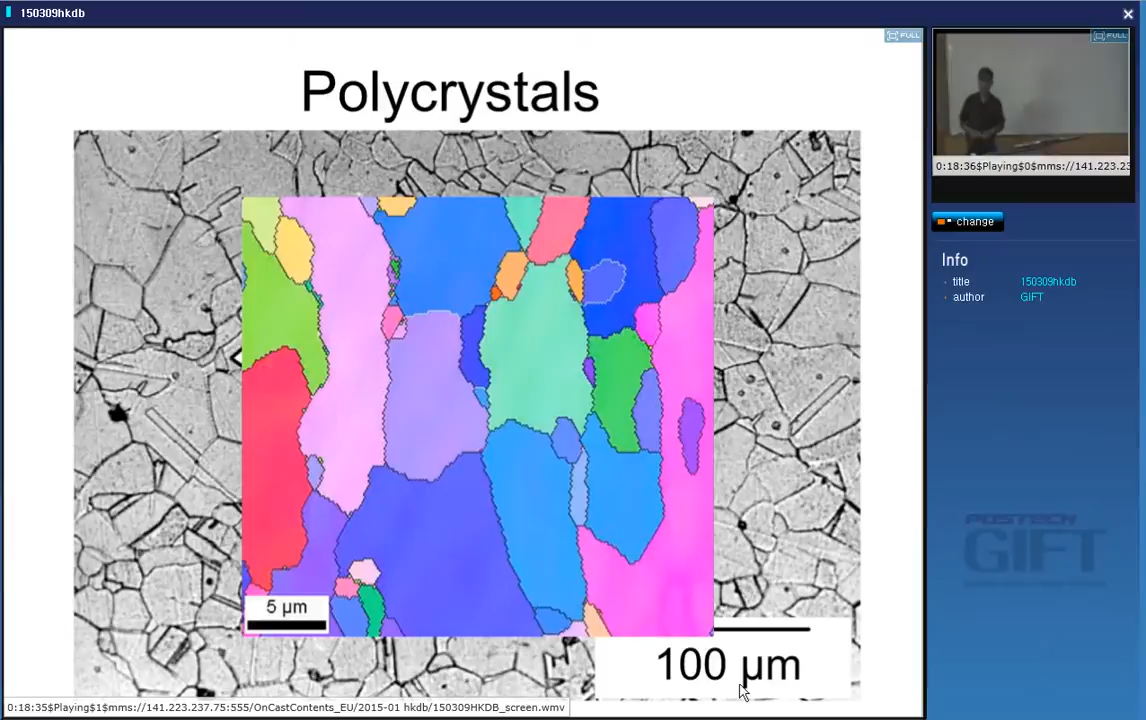 150309hkdb
FULL
Polycrystals
5 µm
100 µm
0:18:35$Playing$1$mms://141.223.237.75:555/OnCastContents_EU/2015-01 hkdb/150309HKDB_screen.wmv
FULL
0:18:36$Playing$0$mms://141.223.23
change
Info
title 150309hkdb
author GIFT
POSTECH
GIFT